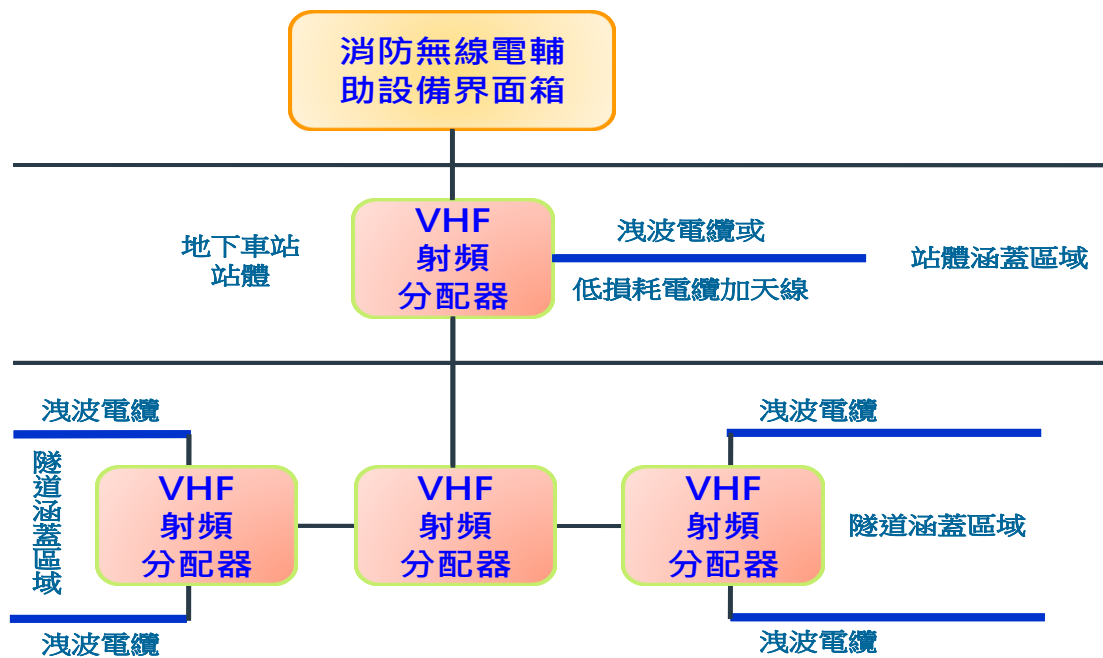 消防無線電輔
助設備界面箱
地下車站
站體
VHF
射頻
分配器
洩波電纜或
低損耗電纜加天線
站體涵蓋區域
洩波電纜
洩波電纜
隧道涵蓋區域
VHF
射頻
分配器
VHF
射頻
分配器
VHF
射頻
分配器
隧道涵蓋區域
洩波電纜
洩波電纜